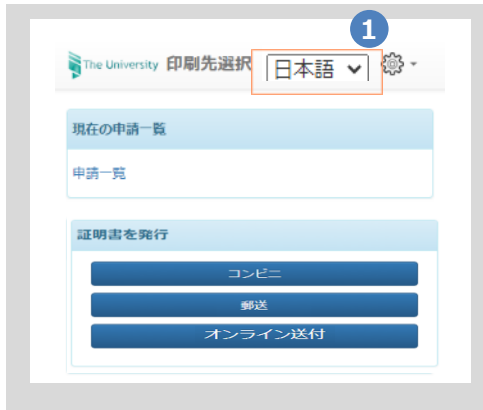 1
The University 印刷先選択 日本語
現在の申請一覧
申請一覧
証明書を発行
コンビニ
郵送
オンライン送付